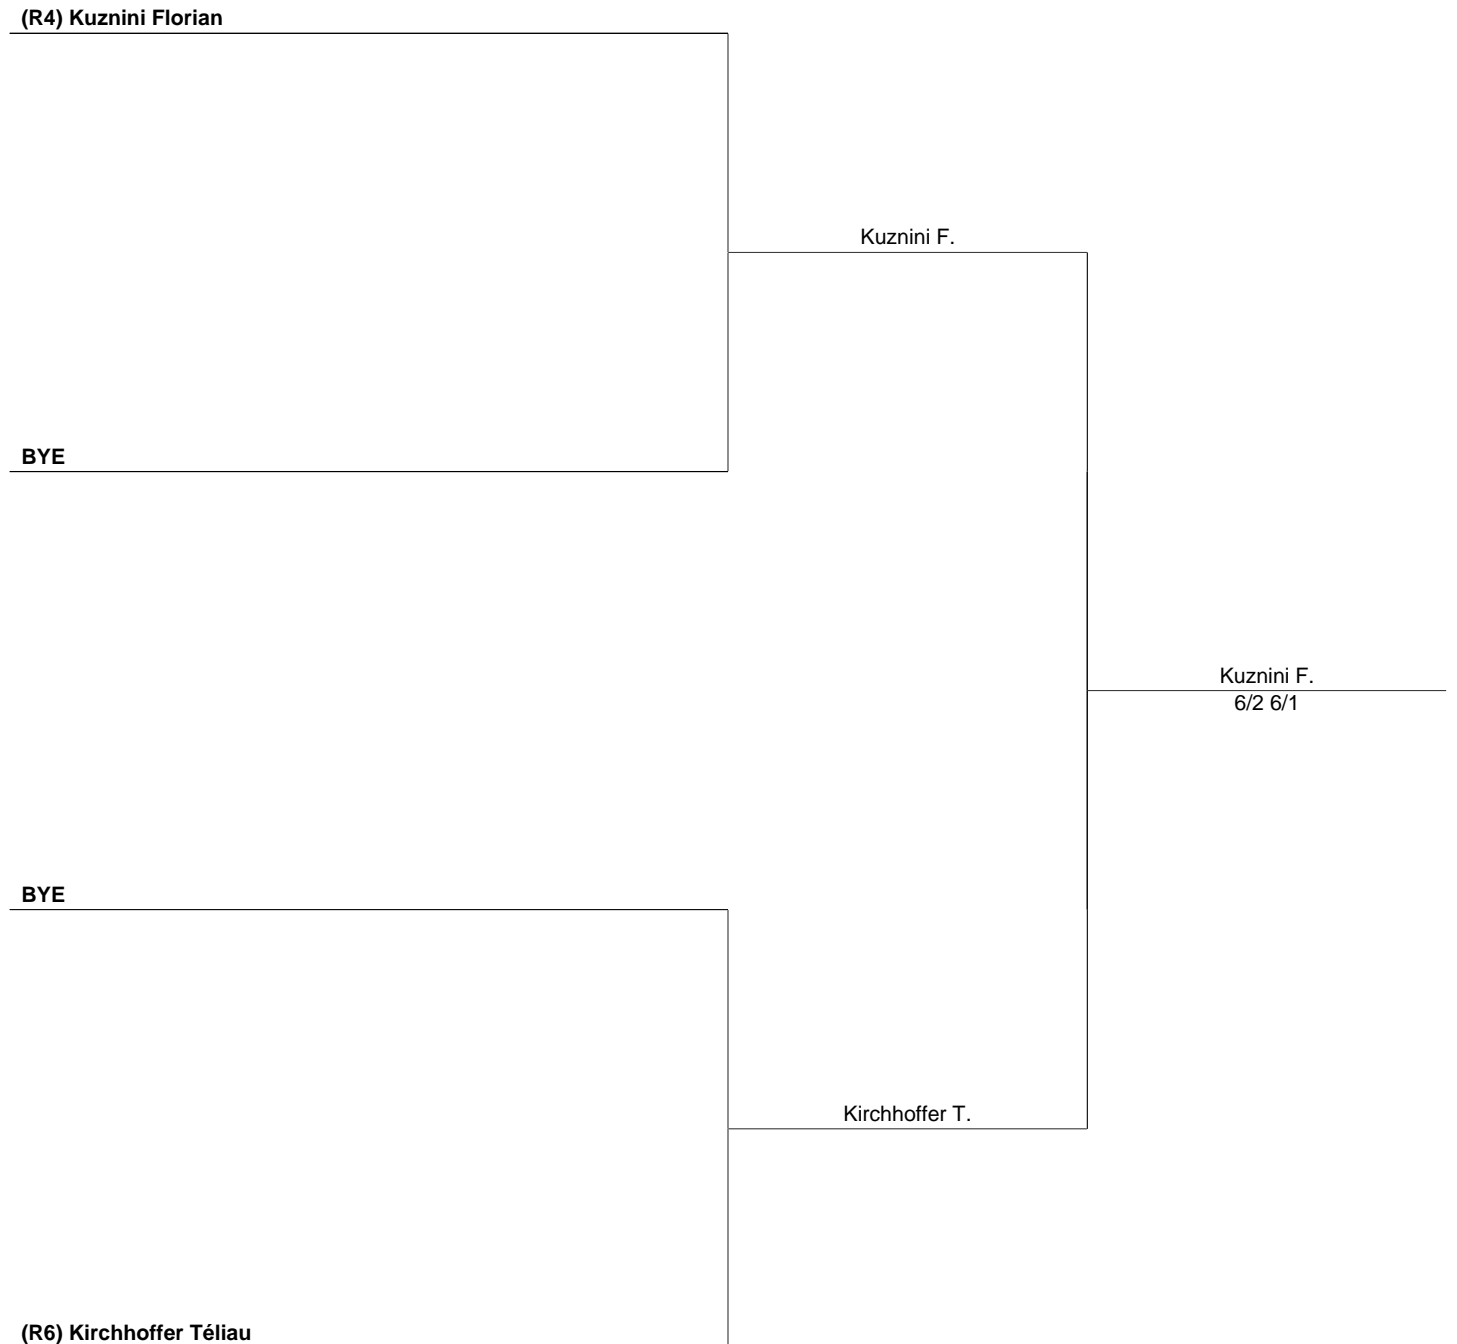 (R4) Kuznini Florian
Kuznini F.
BYE
Kuznini F.
6/2 6/1
BYE
Kirchhoffer T.
(R6) Kirchhoffer Téliau